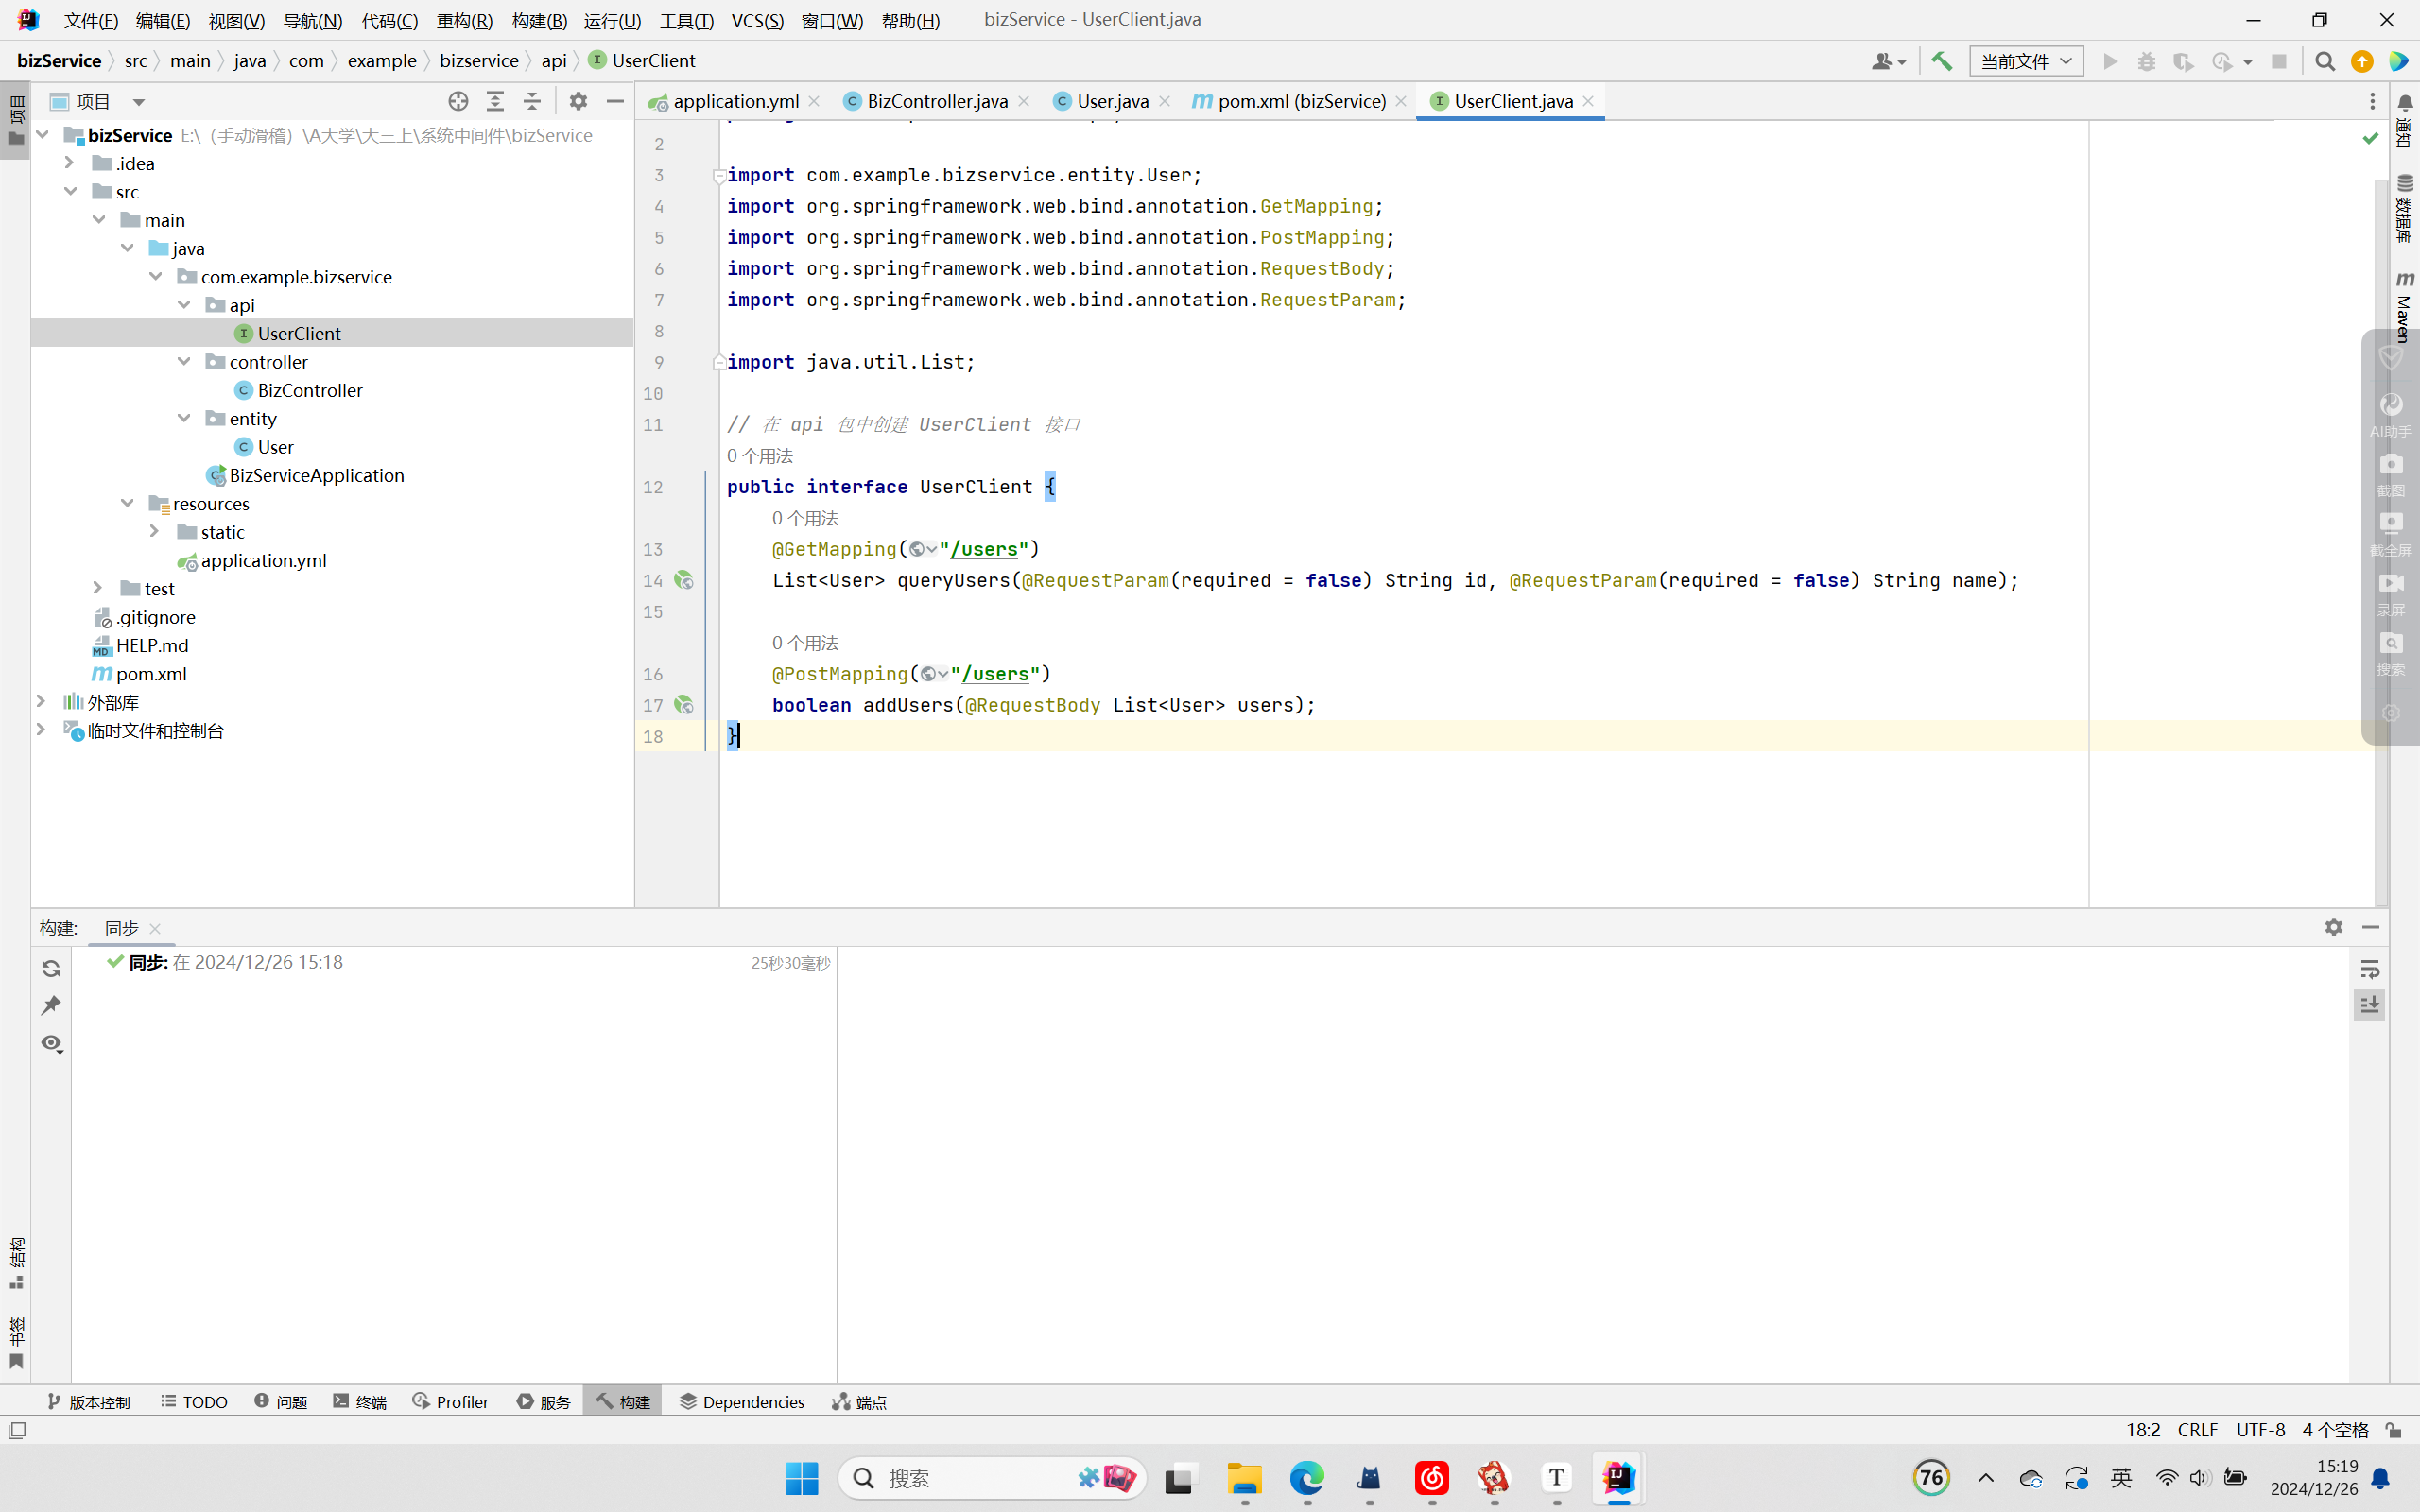 文件(F) 编辑(E) 视图(V) 导航(N) 代码(C) 重构(R) 构建(B) 运行(U) 工具(T) VCS(S) 窗口(W) 帮助(H) bizService - UserClient.java
bizService src main java com example bizservice api UserClient 当前文件
项目
项目
bizService E:\（手动滑稽）\A大学\大三上\系统中间件\bizService
.idea
src
main
java
com.example.bizservice
api
UserClient
controller
BizController
entity
User
BizServiceApplication
resources
static
application.yml
test
.gitignore
HELP.md
pom.xml
外部库
临时文件和控制台
application.yml BizController.java User.java pom.xml (bizService) UserClient.java
2
3 import com.example.bizservice.entity.User;
4 import org.springframework.web.bind.annotation.GetMapping;
5 import org.springframework.web.bind.annotation.PostMapping;
6 import org.springframework.web.bind.annotation.RequestBody;
7 import org.springframework.web.bind.annotation.RequestParam;
8
9 import java.util.List;
10
11 // 在 api 包中创建 UserClient 接口
0 个用法
12 public interface UserClient {
0 个用法
13 @GetMapping("/users")
14 List<User> queryUsers(@RequestParam(required = false) String id, @RequestParam(required = false) String name);
15
0 个用法
16 @PostMapping("/users")
17 boolean addUsers(@RequestBody List<User> users);
18 }
通知
数据库
Maven
AI助手
截图
截全屏
录屏
搜索
构建: 同步
同步: 在 2024/12/26 15:18 25秒30毫秒
结构
书签
版本控制 TODO 问题 终端 Profiler 服务 构建 Dependencies 端点
18:2 CRLF UTF-8 4 个空格
搜索
76 英 15:19
2024/12/26